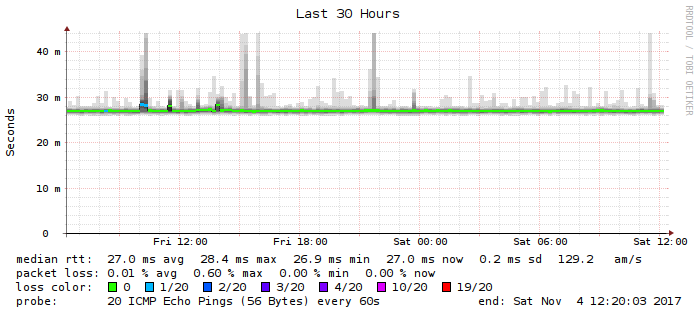 Last 30 Hours
RRDTOOL / TOBI OETIKER
Seconds
40 m
30 m
20 m
10 m
0
Fri 12:00 Fri 18:00 Sat 00:00 Sat 06:00 Sat 12:00
median rtt: 27.0 ms avg 28.4 ms max 26.9 ms min 27.0 ms now 0.2 ms sd 129.2 am/s
packet loss: 0.01 % avg 0.60 % max 0.00 % min 0.00 % now
loss color: 0 1/20 2/20 3/20 4/20 10/20 19/20
probe: 20 ICMP Echo Pings (56 Bytes) every 60s end: Sat Nov 4 12:20:03 2017